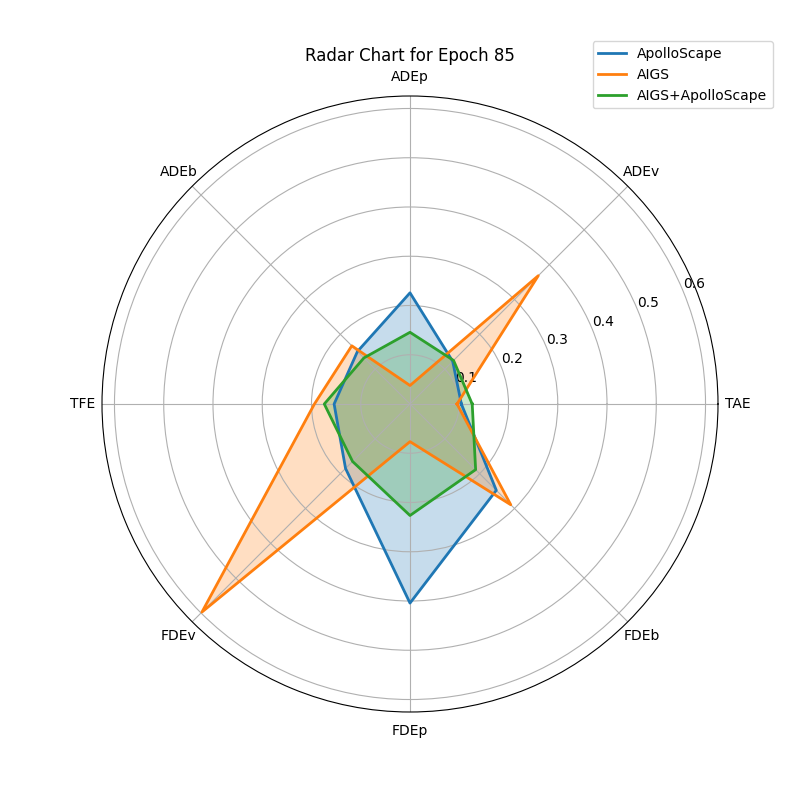 Radar Chart for Epoch 85
ApolloScape
AIGS
AIGS+ApolloScape
ADEp
ADEb
ADEv
0.6
0.5
0.4
0.3
0.2
0.1
TFE
TAE
FDEv
FDEb
FDEp